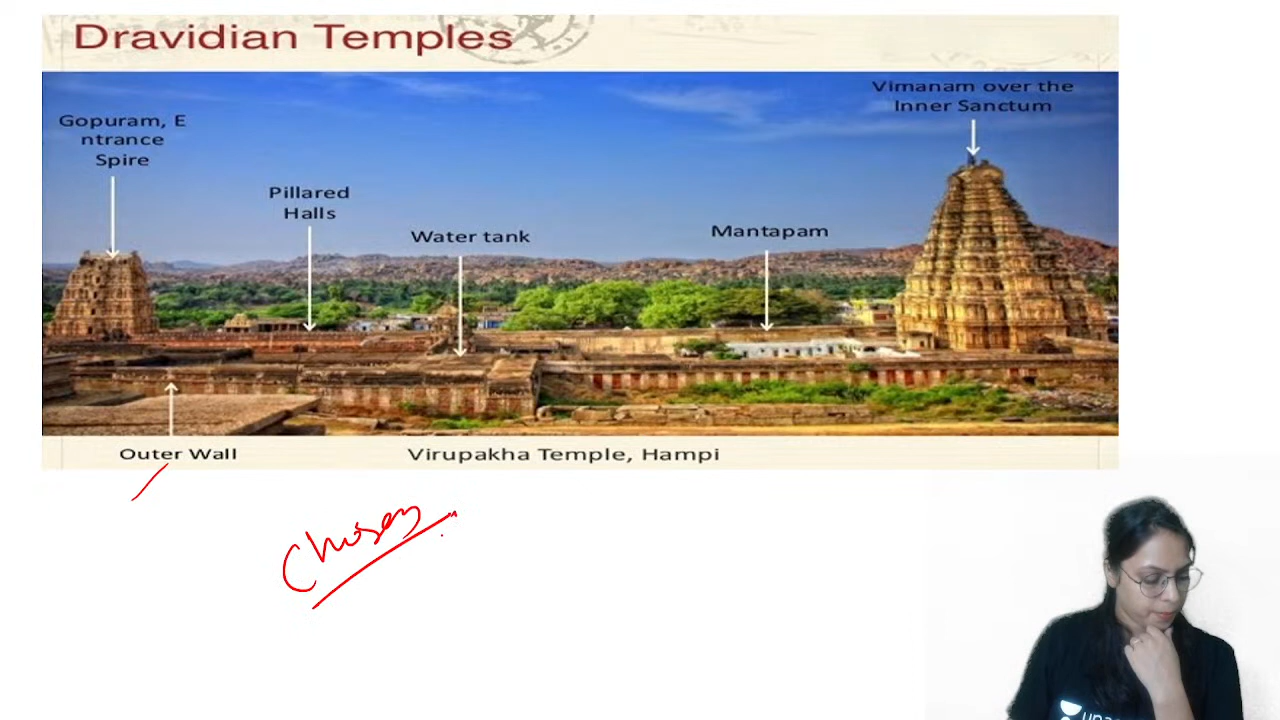 Dravidian Temples
Vimanam over the
Inner Sanctum
Gopuram, E
ntrance
Spire
Pillared
Halls
Water tank
Mantapam
Outer Wall
Virupakha Temple, Hampi